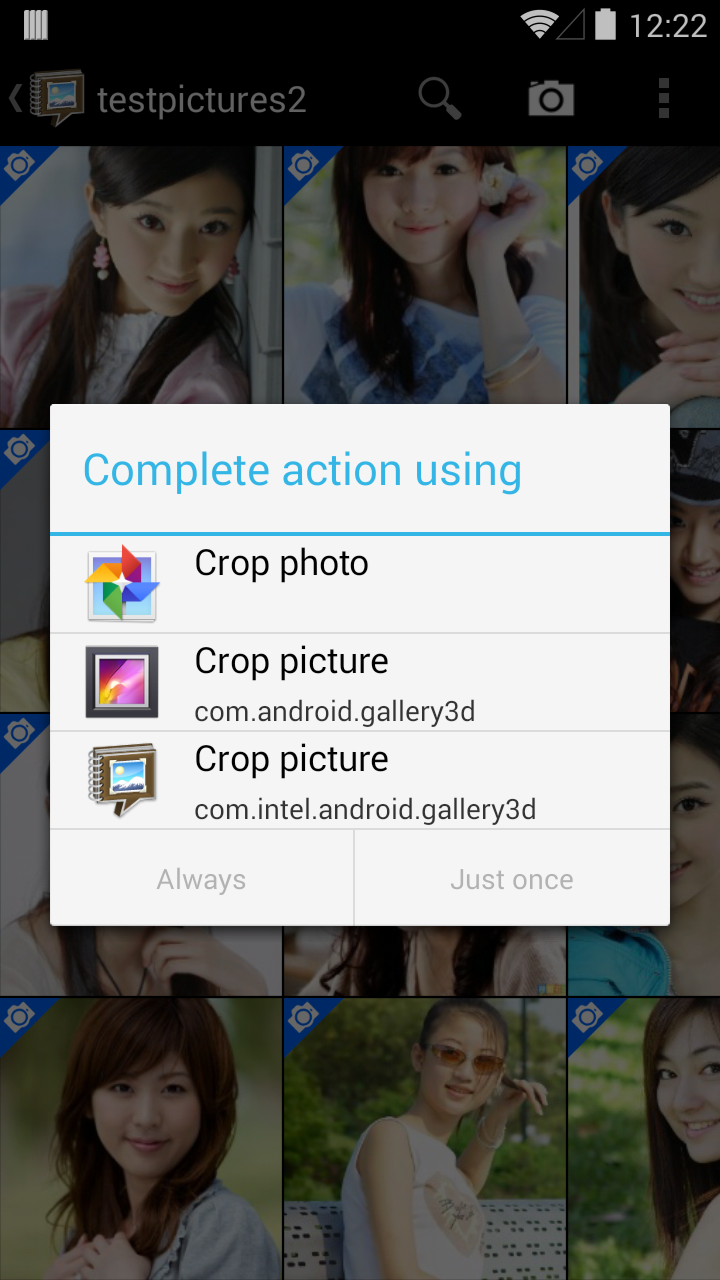 12:22
testpictures2
Complete action using
Crop photo
Crop picture
com.android.gallery3d
Crop picture
com.intel.android.gallery3d
Always
Just once